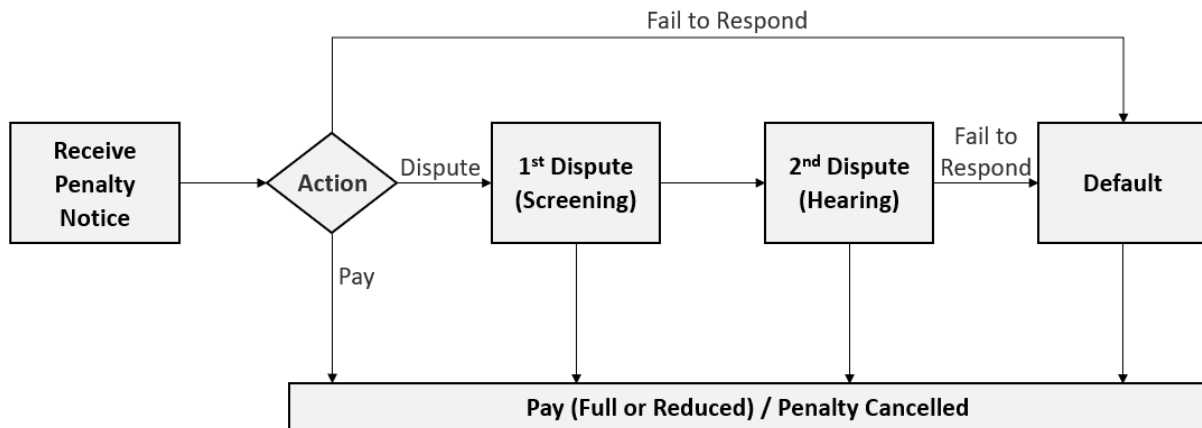 Fail to Respond
Receive
Penalty
Notice
Action
Dispute
1st Dispute
(Screening)
2nd Dispute
(Hearing)
Fail to
Respond
Default
Pay
Pay (Full or Reduced) / Penalty Cancelled